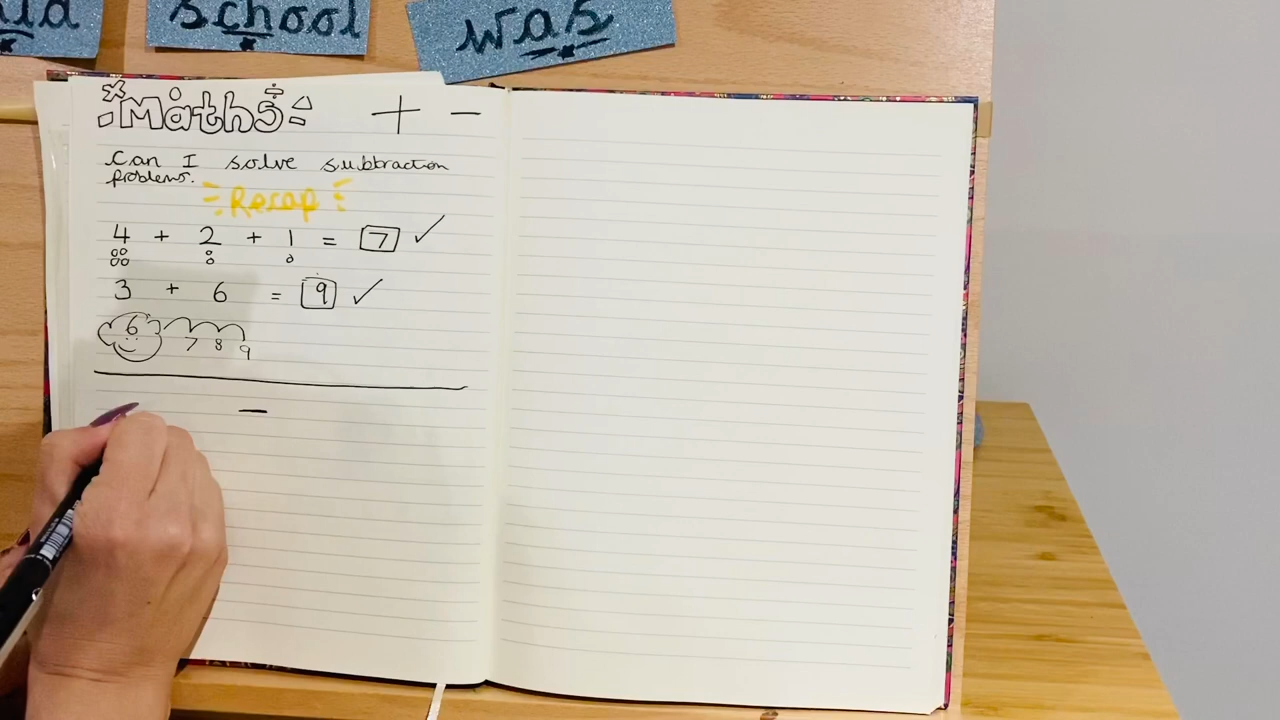 school
was
Maths + −
Can I solve subtraction
problems.
Recap
4 + 2 + 1 = 7 ✓
3 + 6 = 9 ✓
6 7 8 9
−